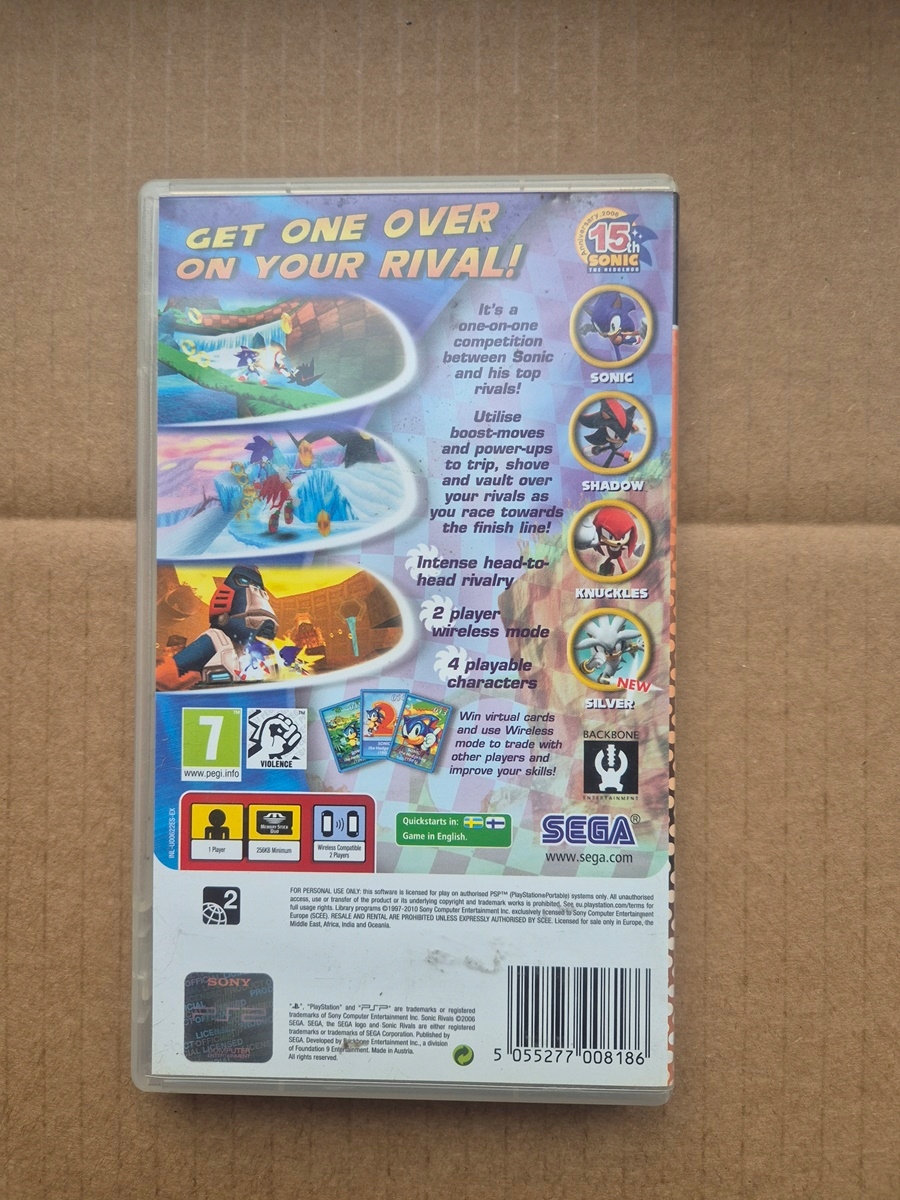 GET ONE OVER
ON YOUR RIVAL!
Anniversary·2006
15th
SONIC
THE HEDGEHOG
It's a
one-on-one
competition
between Sonic
and his top
rivals!
SONIC
Utilise
boost-moves
and power-ups
to trip, shove
and vault over
your rivals as
you race towards
the finish line!
SHADOW
Intense head-to-
head rivalry
KNUCKLES
2 player
wireless mode
4 playable
characters
NEW
SILVER
7
www.pegi.info
VIOLENCE
Win virtual cards
and use Wireless
mode to trade with
other players and
improve your skills!
BACKBONE
ENTERTAINMENT
1 Player
Memory Stick
Duo
256KB Minimum
Wireless Compatible
2 Players
Quickstarts in:
Game in English.
SEGA®
www.sega.com
INL-U00622ES-EX
2
FOR PERSONAL USE ONLY: this software is licensed for play on authorised PSP™ (PlayStation®Portable) systems only. All unauthorised
access, use or transfer of the product or its underlying copyright and trademark works is prohibited. See eu.playstation.com/terms for
full usage rights. Library programs ©1997-2010 Sony Computer Entertainment Inc. exclusively licensed to Sony Computer Entertainment
Europe (SCEE). RESALE AND RENTAL ARE PROHIBITED UNLESS EXPRESSLY AUTHORISED BY SCEE. Licensed for sale only in Europe, the
Middle East, Africa, India and Oceania.
SONY
PSP
"PlayStation" and "PSP" are trademarks or registered
trademarks of Sony Computer Entertainment Inc. Sonic Rivals ©2006
SEGA. SEGA, the SEGA logo and Sonic Rivals are either registered
trademarks or trademarks of SEGA Corporation. Published by
SEGA. Developed by Entertainment Inc., a division
of Foundation 9 Entertainment. Made in Austria.
All rights reserved.
5 055277 008186